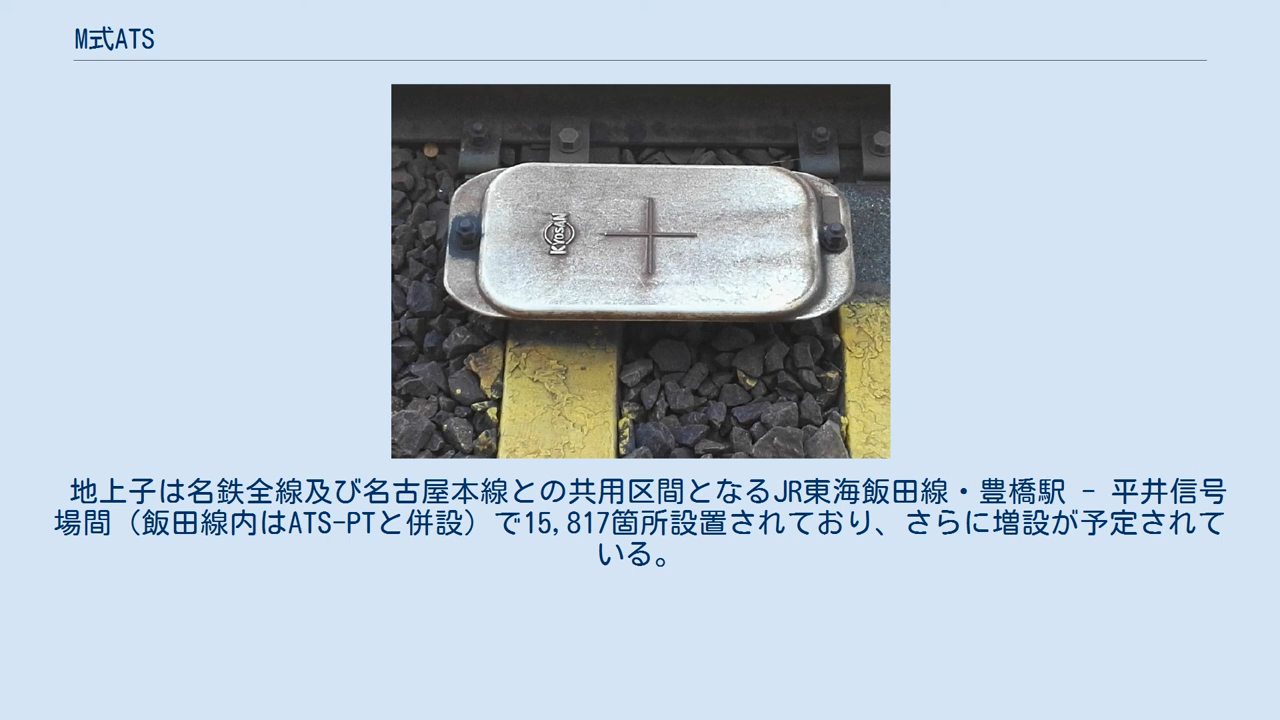 M式ATS
KYOSAN
地上子は名鉄全線及び名古屋本線との共用区間となるJR東海飯田線・豊橋駅 - 平井信号
場間（飯田線内はATS-PTと併設）で15,817箇所設置されており、さらに増設が予定されて
いる。